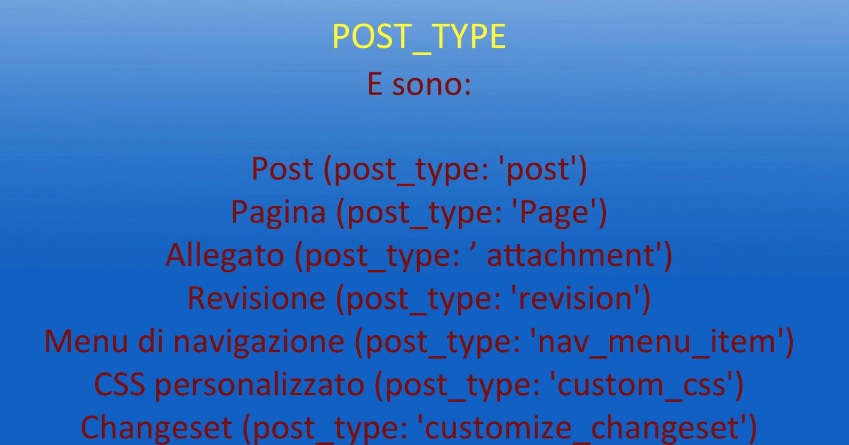 POST_TYPE
E sono:
Post (post_type: 'post')
Pagina (post_type: 'Page')
Allegato (post_type: ’ attachment')
Revisione (post_type: 'revision')
Menu di navigazione (post_type: 'nav_menu_item')
CSS personalizzato (post_type: 'custom_css')
Changeset (post_type: 'customize_changeset')